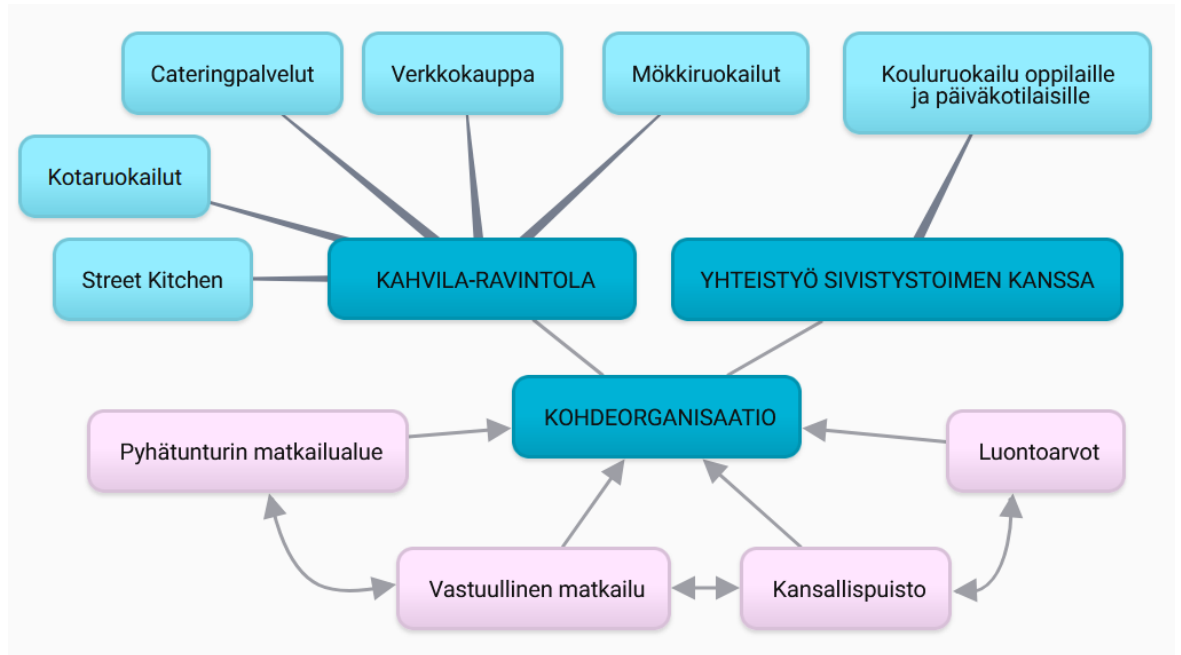 Cateringpalvelut
Verkkokauppa
Mökkiruokailut
Kouluruokailu oppilaille
ja päiväkotilaisille
Kotaruokailut
Street Kitchen
KAHVILA-RAVINTOLA
YHTEISTYÖ SIVISTYSTOIMEN KANSSA
KOHDEORGANISAATIO
Pyhätunturin matkailualue
Luontoarvot
Vastuullinen matkailu
Kansallispuisto